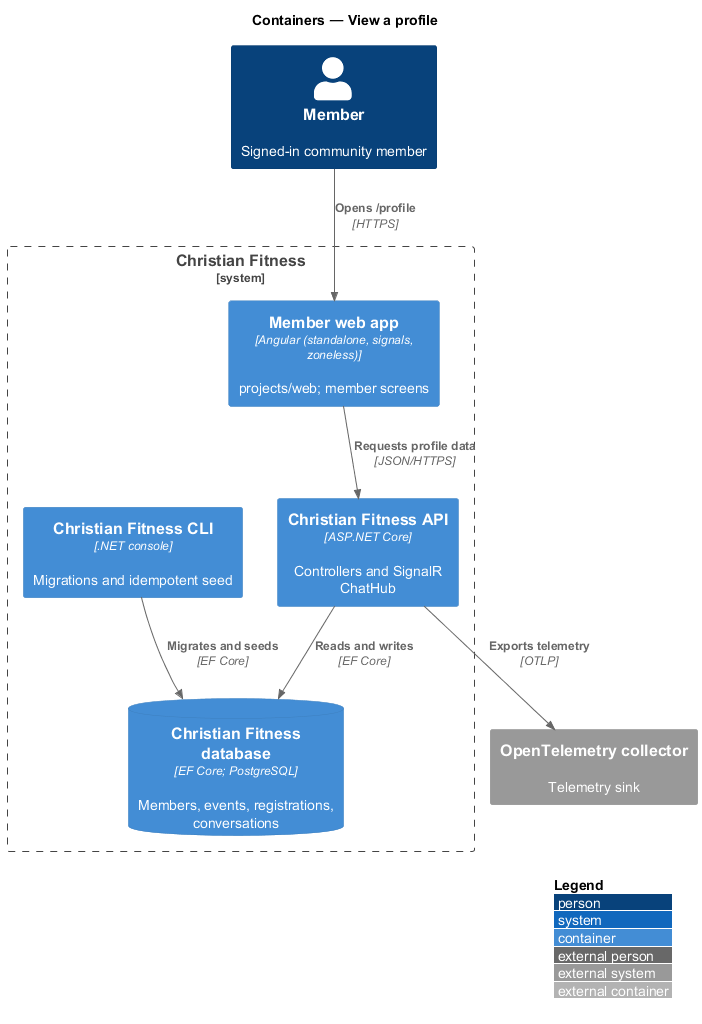 Containers — View a profile
Member
Signed-in community member
Opens /profile
[HTTPS]
Christian Fitness
[system]
Member web app
[Angular (standalone, signals,
zoneless)]
projects/web; member screens
Requests profile data
[JSON/HTTPS]
Christian Fitness CLI
[.NET console]
Migrations and idempotent seed
Christian Fitness API
[ASP.NET Core]
Controllers and SignalR
ChatHub
Migrates and seeds
[EF Core]
Reads and writes
[EF Core]
Exports telemetry
[OTLP]
Christian Fitness
database
[EF Core; PostgreSQL]
Members, events, registrations,
conversations
OpenTelemetry collector
Telemetry sink
Legend
person
system
container
external person
external system
external container